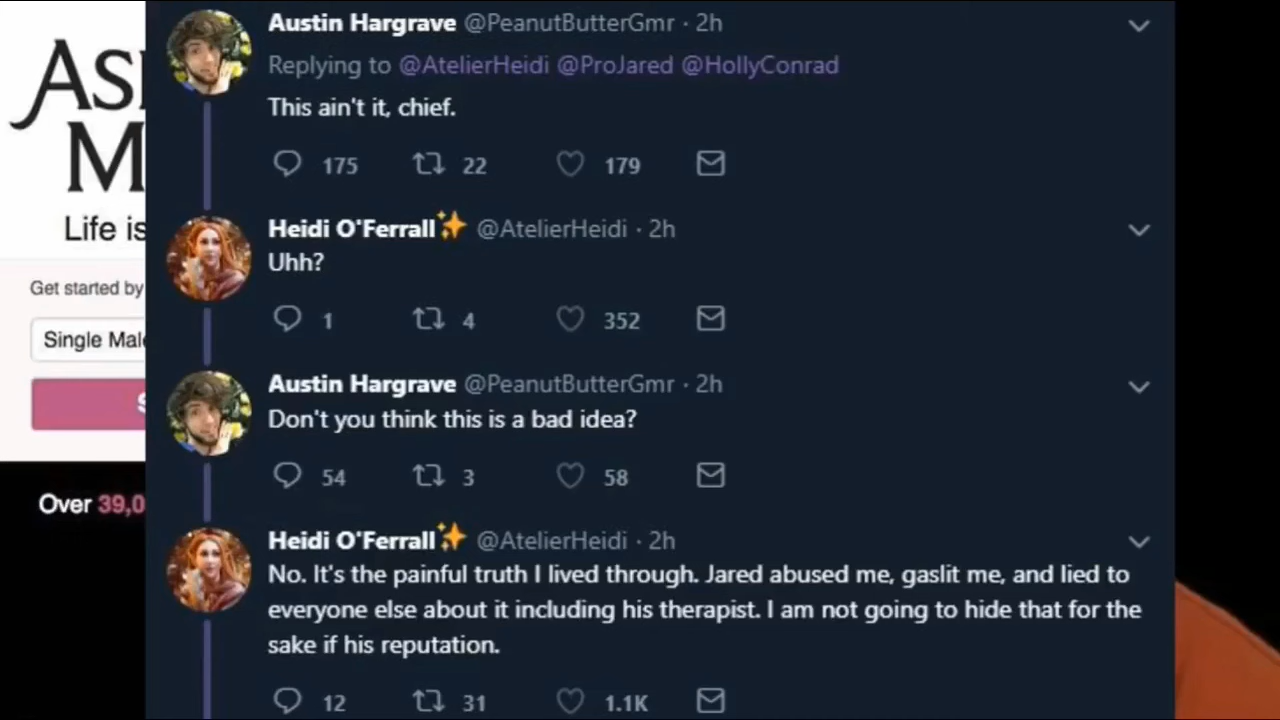 As
M
Life is
Get started by
Single Mal
S
Over 39,0
Austin Hargrave @PeanutButterGmr · 2h
Replying to @AtelierHeidi @ProJared @HollyConrad
This ain't it, chief.
175 22 179
Heidi O'Ferrall✨ @AtelierHeidi · 2h
Uhh?
1 4 352
Austin Hargrave @PeanutButterGmr · 2h
Don't you think this is a bad idea?
54 3 58
Heidi O'Ferrall✨ @AtelierHeidi · 2h
No. It's the painful truth I lived through. Jared abused me, gaslit me, and lied to
everyone else about it including his therapist. I am not going to hide that for the
sake if his reputation.
12 31 1.1K